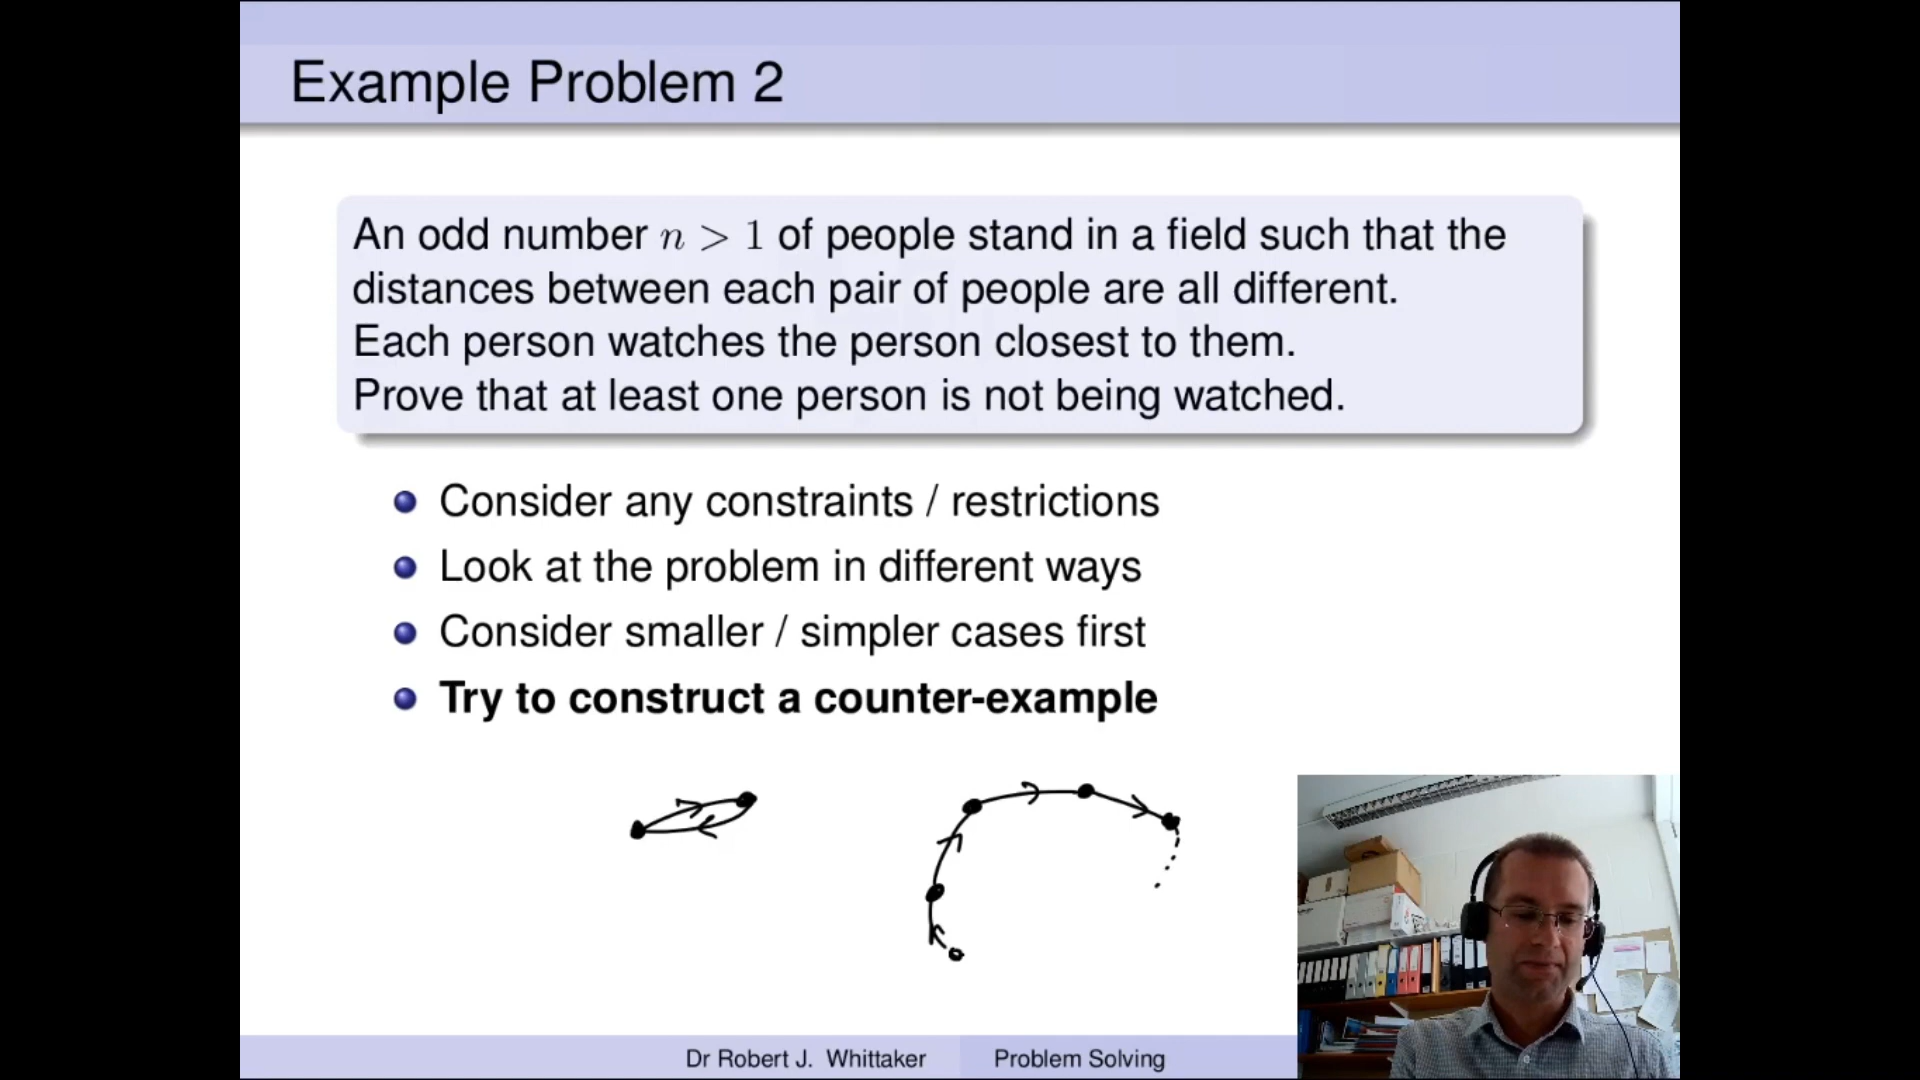 Example Problem 2
An odd number n > 1 of people stand in a field such that the
distances between each pair of people are all different.
Each person watches the person closest to them.
Prove that at least one person is not being watched.
Consider any constraints / restrictions
Look at the problem in different ways
Consider smaller / simpler cases first
Try to construct a counter-example
Dr Robert J. Whittaker
Problem Solving